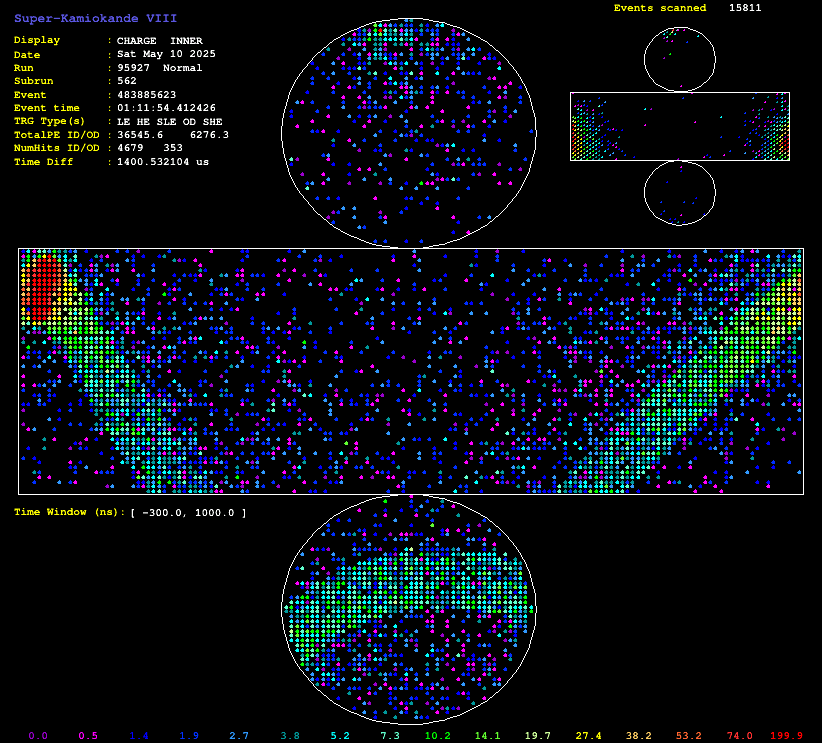 Super-Kamiokande VIII
Events scanned 15811
Display : CHARGE INNER
Date : Sat May 10 2025
Run : 95927 Normal
Subrun : 562
Event : 483885623
Event time : 01:11:54.412426
TRG Type(s) : LE HE SLE OD SHE
TotalPE ID/OD : 36545.6 6276.3
NumHits ID/OD : 4679 353
Time Diff : 1400.532104 us
Time Window (ns): [ -300.0, 1000.0 ]
0.0 0.5 1.4 1.9 2.7 3.8 5.2 7.3 10.2 14.1 19.7 27.4 38.2 53.2 74.0 199.9